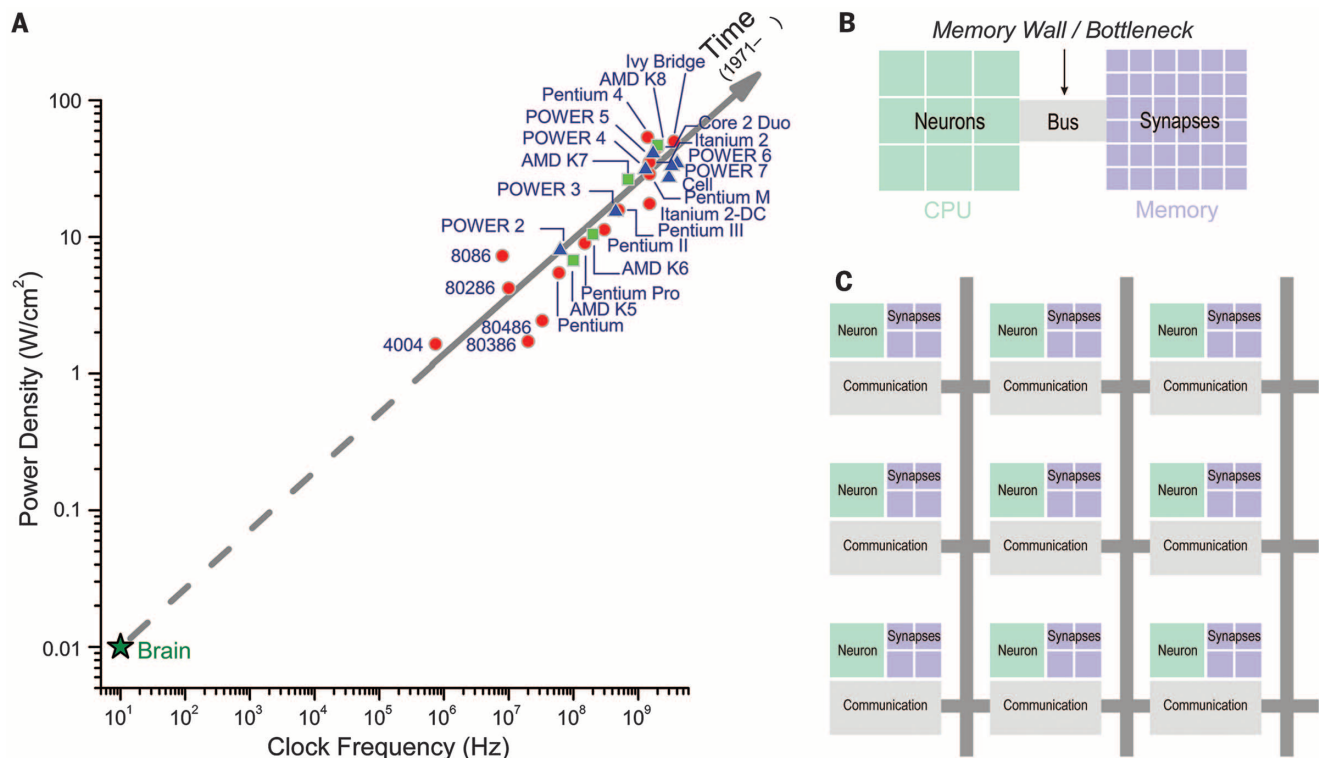 A
Time
(1971– )
Ivy Bridge
AMD K8
Pentium 4
POWER 5
Core 2 Duo
POWER 4
Itanium 2
POWER 6
AMD K7
POWER 7
Cell
POWER 3
Pentium M
Itanium 2-DC
Pentium III
POWER 2
Pentium II
8086
AMD K6
80286
Pentium Pro
AMD K5
80486
Pentium
4004
80386
Brain
100
10
1
0.1
0.01
Power Density (W/cm²)
10¹
10²
10³
10⁴
10⁵
10⁶
10⁷
10⁸
10⁹
Clock Frequency (Hz)
B
Memory Wall / Bottleneck
Neurons
Bus
Synapses
CPU
Memory
C
Neuron
Synapses
Neuron
Synapses
Neuron
Synapses
Communication
Communication
Communication
Neuron
Synapses
Neuron
Synapses
Neuron
Synapses
Communication
Communication
Communication
Neuron
Synapses
Neuron
Synapses
Neuron
Synapses
Communication
Communication
Communication